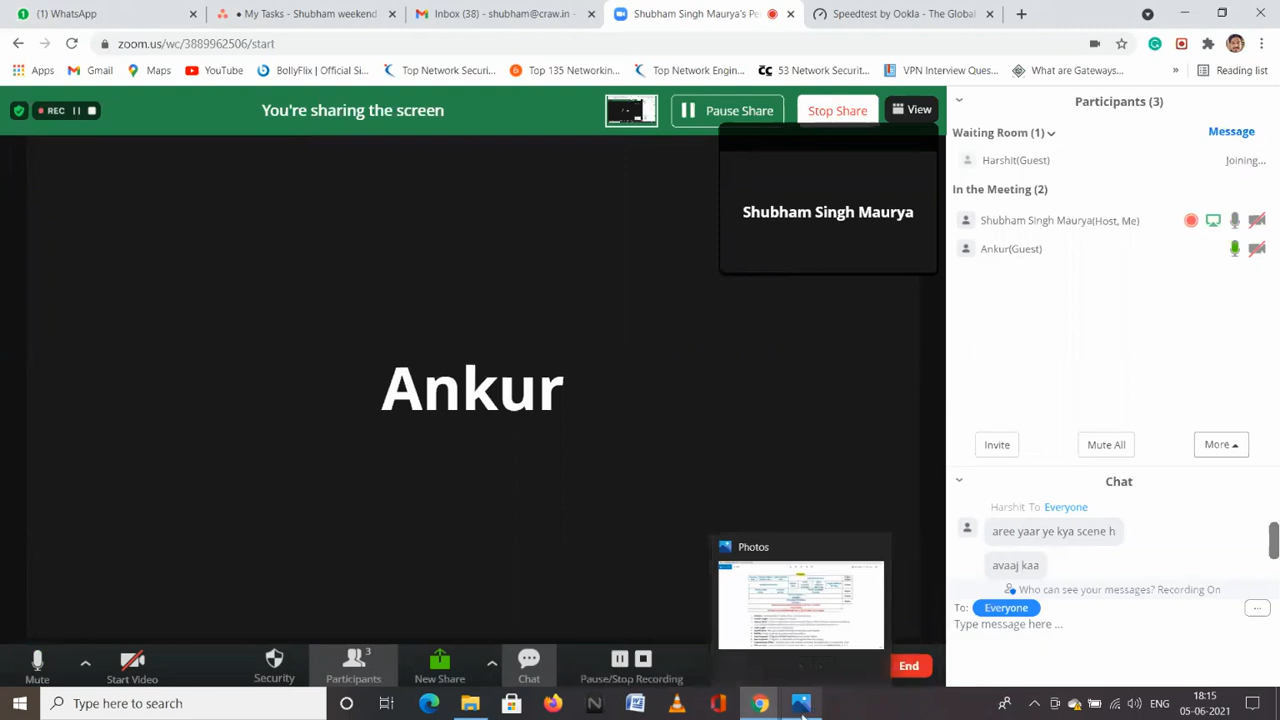 (1) WhatsApp
My Tasks - Shubham weekend
Inbox (38) - shubham@craw.in -
Shubham Singh Maurya's Pe
Speedtest by Ookla - The Global
zoom.us/wc/3889962506/start
Apps
Gmail
Maps
YouTube
BollyFlix | Official Si...
Top Network Securi...
Top 135 Networkin...
Top Network Engin...
53 Network Securit...
VPN Interview Ques...
What are Gateways...
»
Reading list
REC
You're sharing the screen
Pause Share
Stop Share
View
Participants (3)
Waiting Room (1)
Message
Harshit(Guest)
Joining...
In the Meeting (2)
Shubham Singh Maurya(Host, Me)
Ankur(Guest)
Shubham Singh Maurya
Ankur
Invite
Mute All
More
Chat
Harshit To Everyone
aree yaar ye kya scene h
avaaj kaa
Who can see your messages? Recording On
To: Everyone
...
Type message here ...
Photos
Mute
Start Video
Security
3
Participants
New Share
Chat
Pause/Stop Recording
End
Type here to search
ENG
18:15
05-06-2021